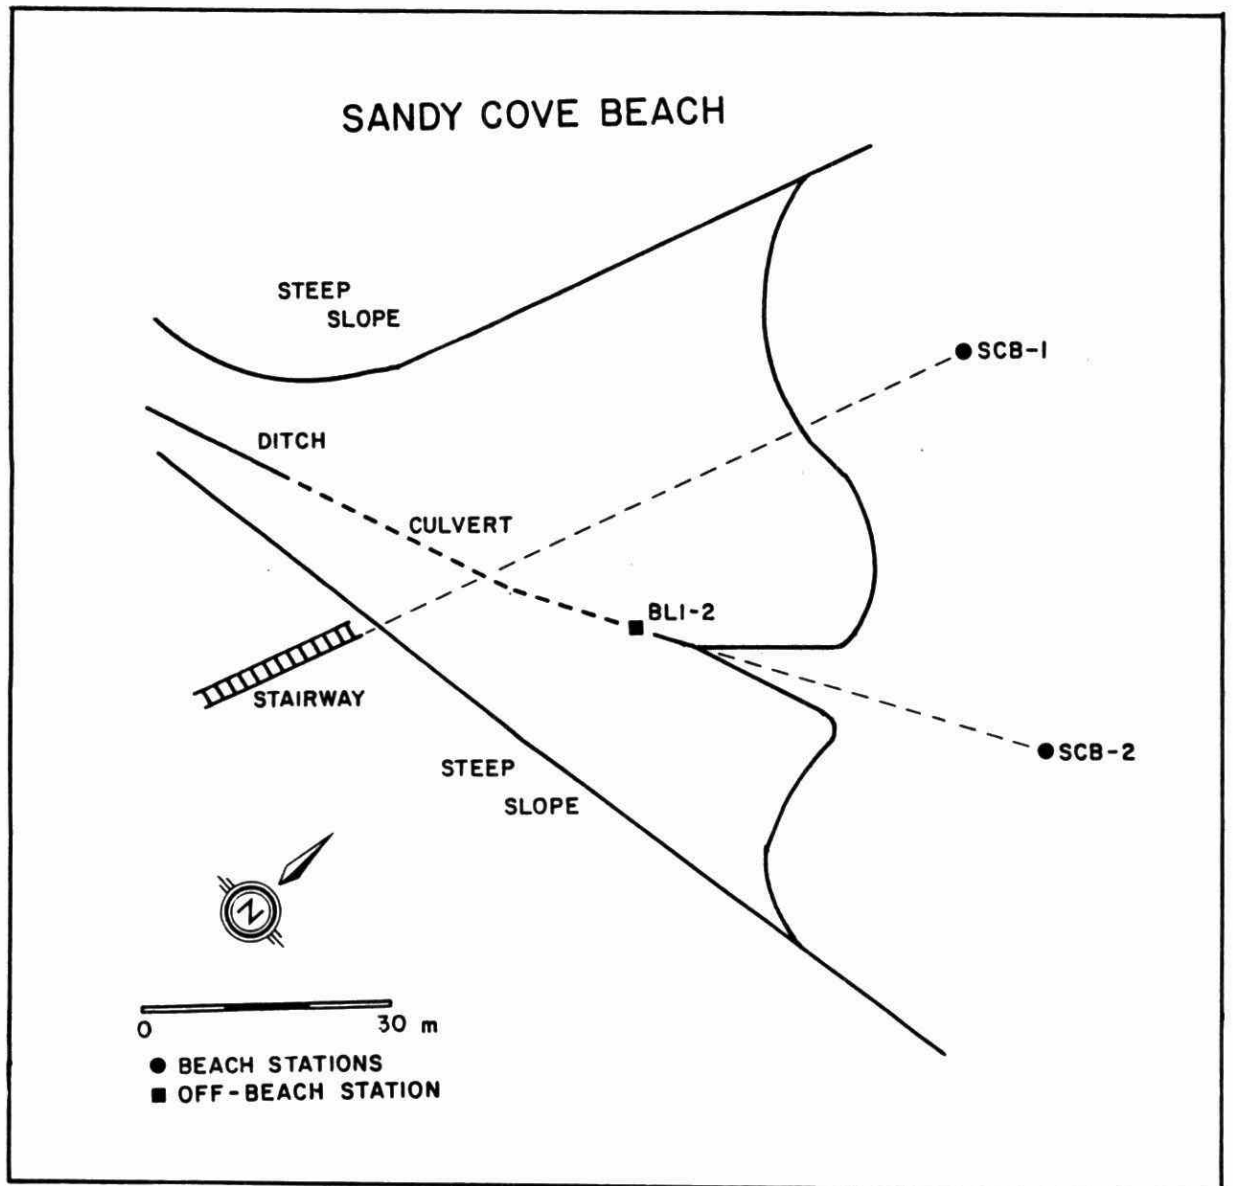 SANDY COVE BEACH
STEEP
SLOPE
SCB-1
DITCH
CULVERT
BLI-2
STAIRWAY
SCB-2
STEEP
SLOPE
N
0 30 m
BEACH STATIONS
OFF-BEACH STATION